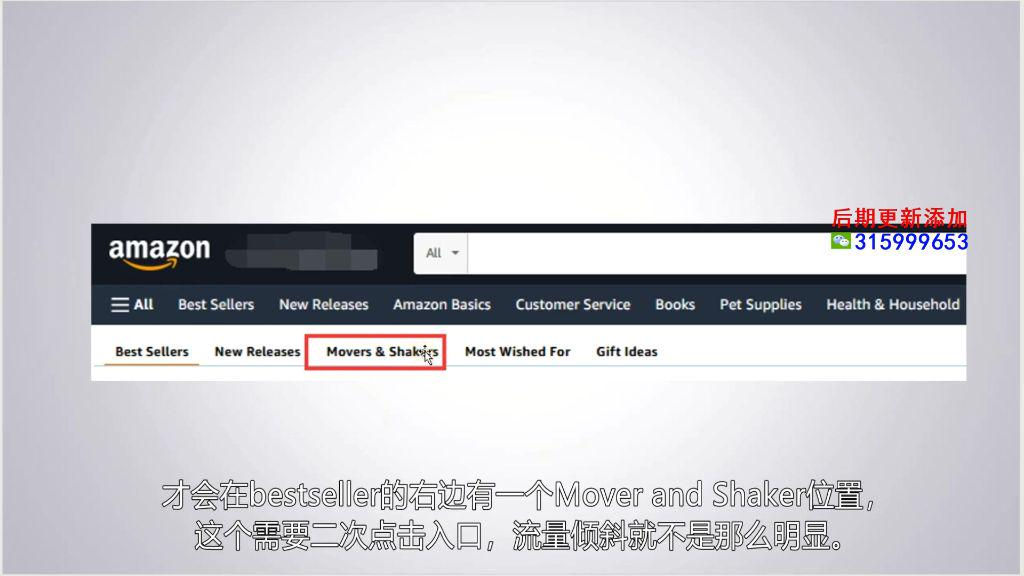 后期更新添加
315999653
amazon
All
All Best Sellers New Releases Amazon Basics Customer Service Books Pet Supplies Health & Household
Best Sellers New Releases Movers & Shakers Most Wished For Gift Ideas
才会在bestseller的右边有一个Mover and Shaker位置，
这个需要二次点击入口，流量倾斜就不是那么明显。